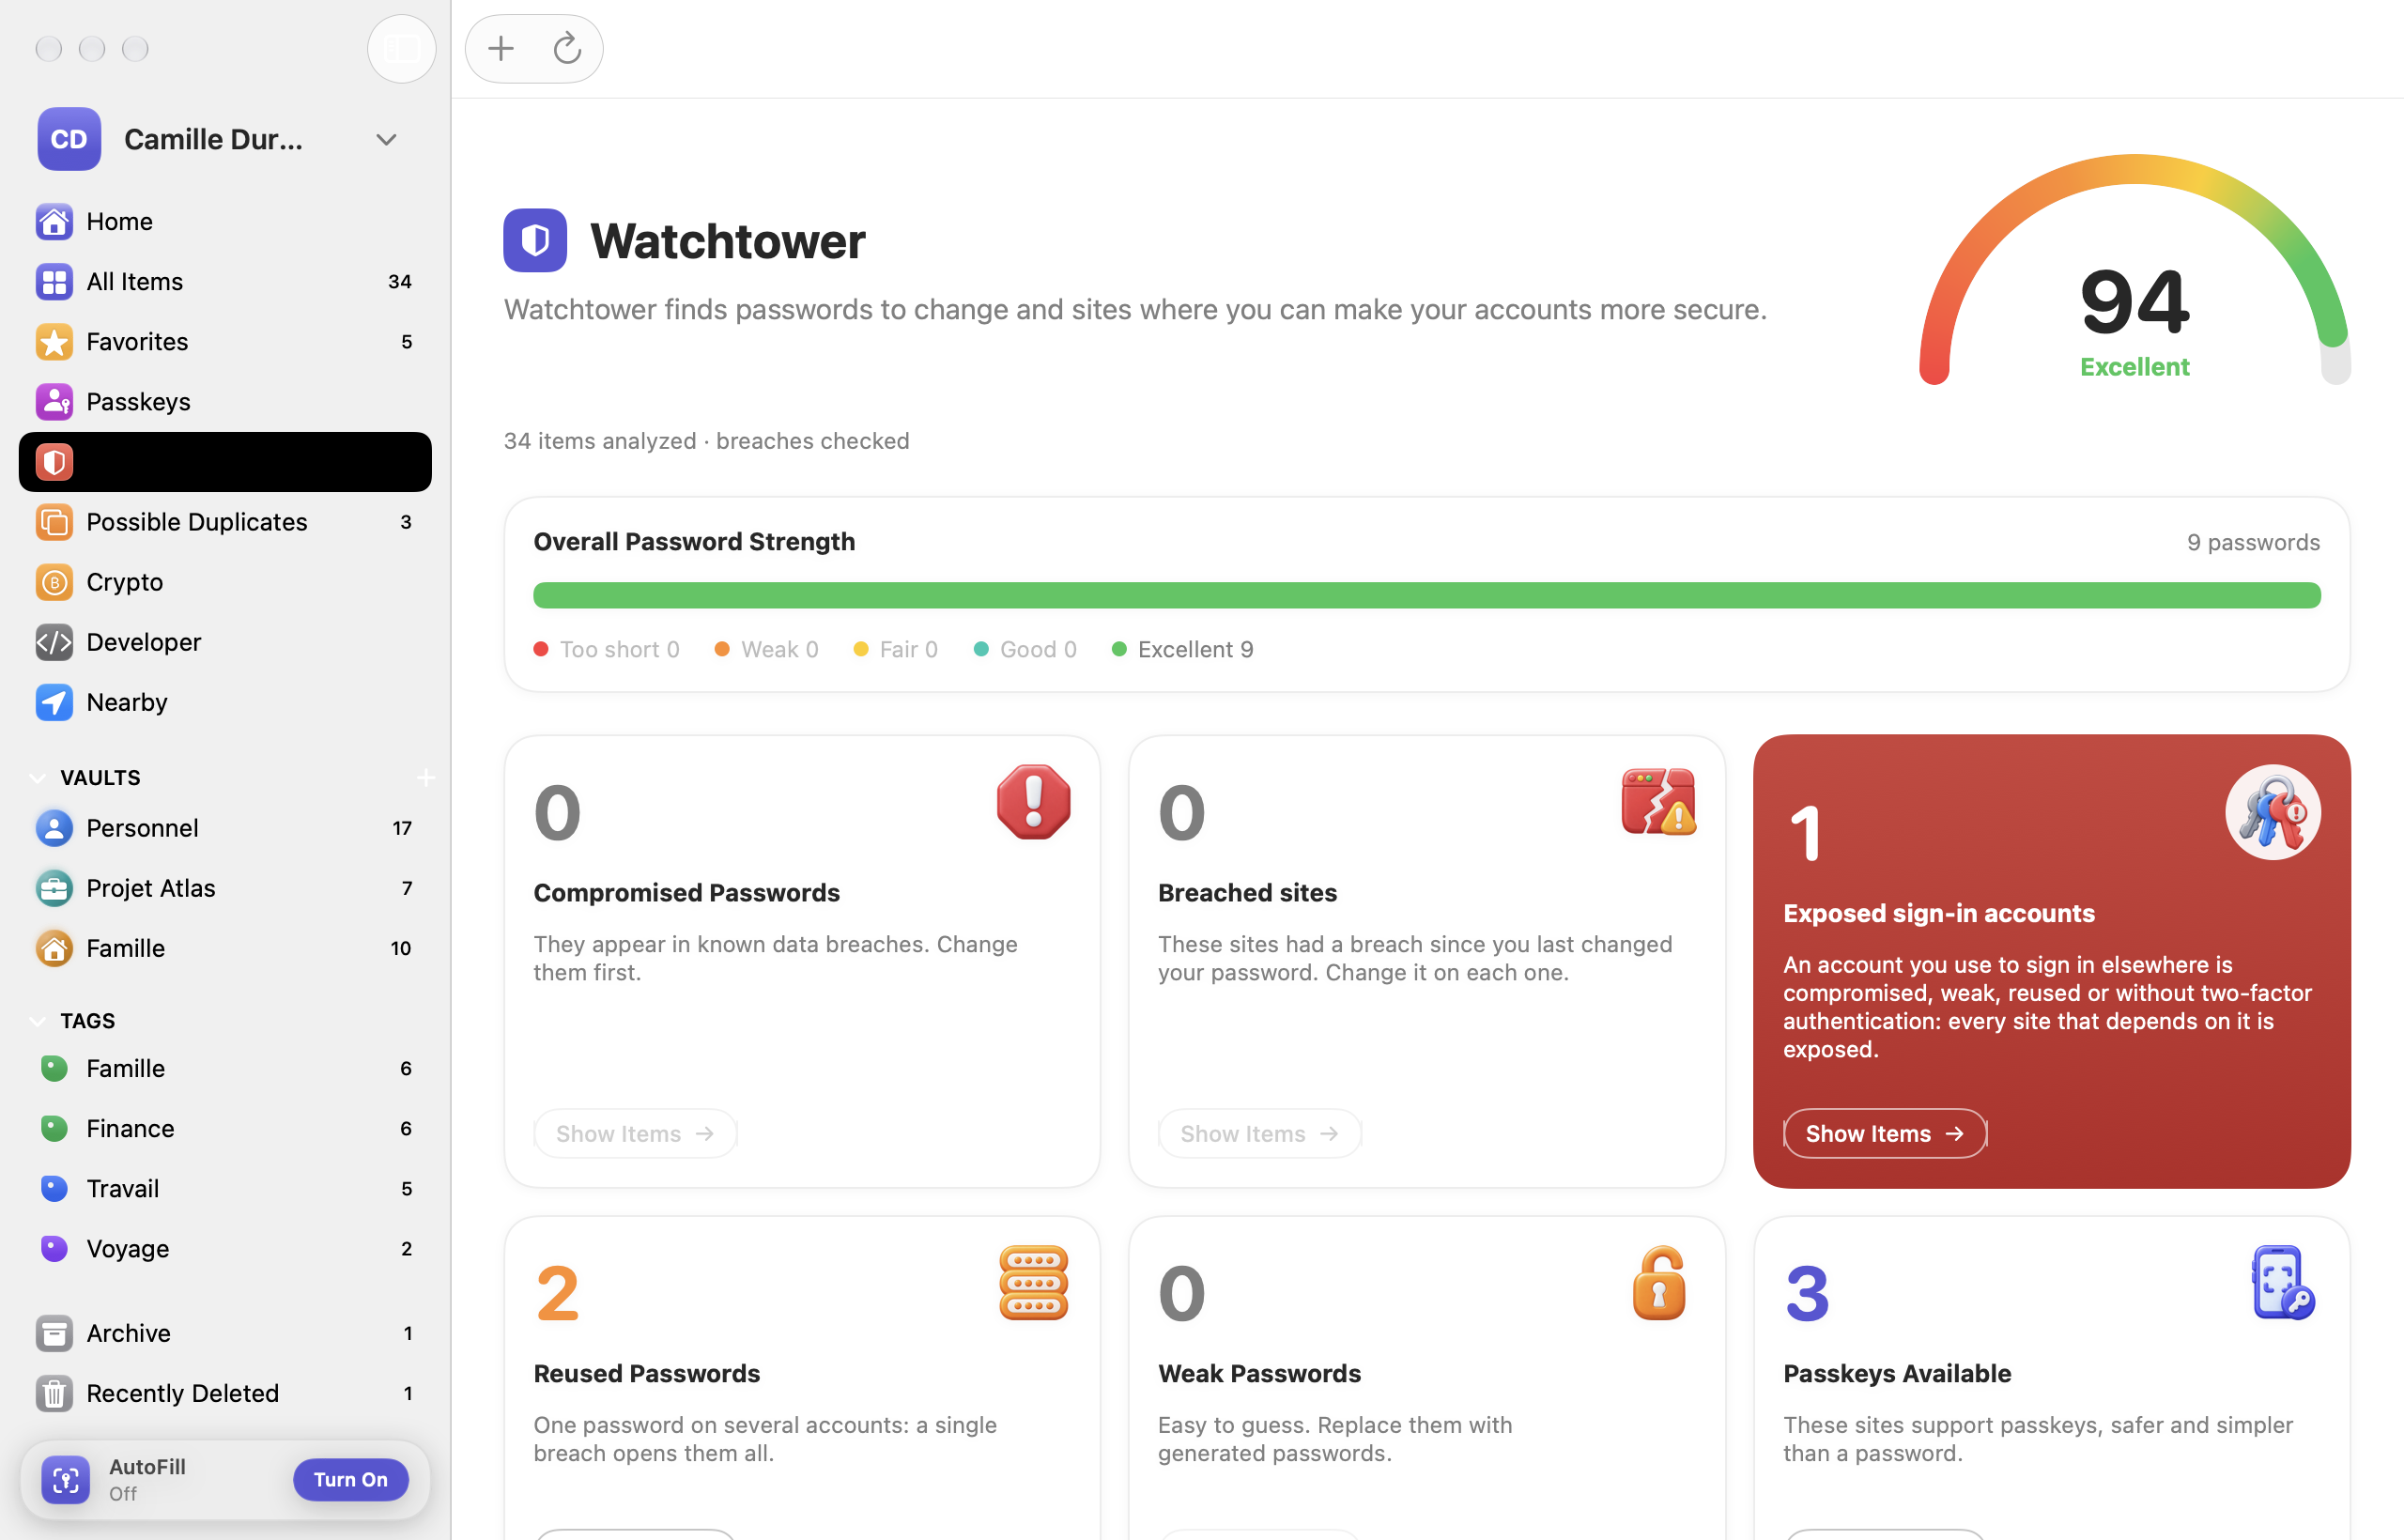 CD
Camille Dur...
Home
All Items 34
Favorites 5
Passkeys
Possible Duplicates 3
Crypto
Developer
Nearby
VAULTS
Personnel 17
Projet Atlas 7
Famille 10
TAGS
Famille 6
Finance 6
Travail 5
Voyage 2
Archive 1
Recently Deleted 1
AutoFill
Off
Turn On
Watchtower
Watchtower finds passwords to change and sites where you can make your accounts more secure.
94
Excellent
34 items analyzed · breaches checked
Overall Password Strength
9 passwords
Too short 0
Weak 0
Fair 0
Good 0
Excellent 9
0
Compromised Passwords
They appear in known data breaches. Change
them first.
Show Items →
0
Breached sites
These sites had a breach since you last changed
your password. Change it on each one.
Show Items →
1
Exposed sign-in accounts
An account you use to sign in elsewhere is
compromised, weak, reused or without two-factor
authentication: every site that depends on it is
exposed.
Show Items →
2
Reused Passwords
One password on several accounts: a single
breach opens them all.
0
Weak Passwords
Easy to guess. Replace them with
generated passwords.
3
Passkeys Available
These sites support passkeys, safer and simpler
than a password.